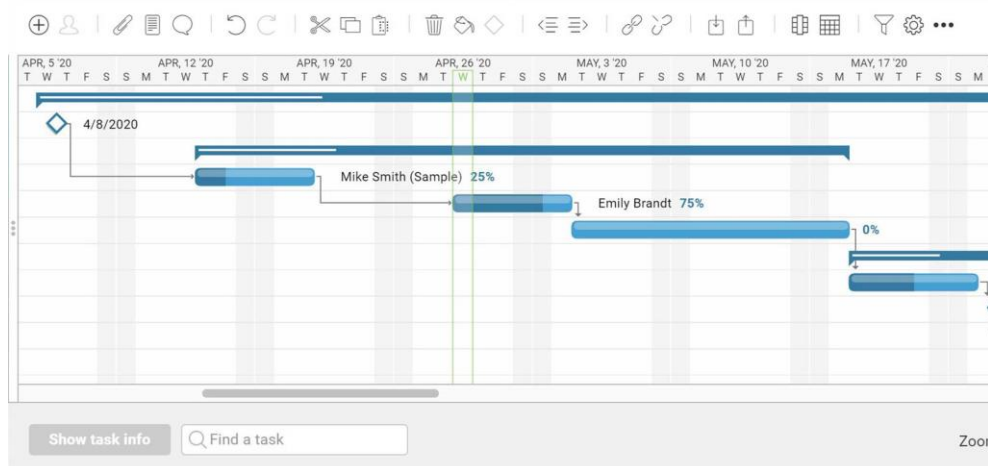 APR, 5 '20 APR, 12 '20 APR, 19 '20 APR, 26 '20 MAY, 3 '20 MAY, 10 '20 MAY, 17 '20
T W T F S S M T W T F S S M T W T F S S M T W T F S S M T W T F S S M T W T F S S M T W T F S S M
4/8/2020
Mike Smith (Sample) 25%
Emily Brandt 75%
0%
Show task info
Find a task
Zoo